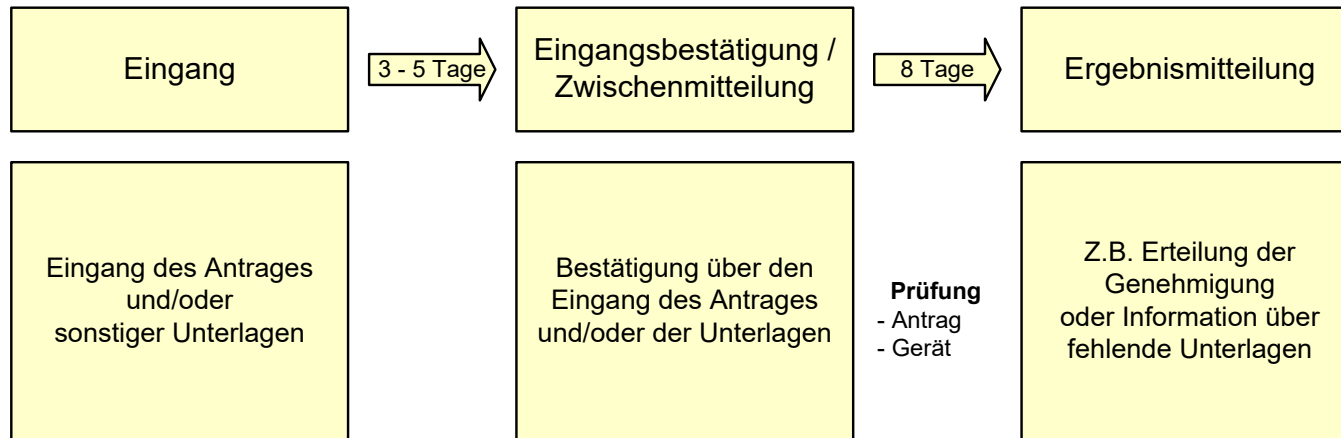 Eingang
3 - 5 Tage
Eingangsbestätigung /
Zwischenmitteilung
8 Tage
Ergebnismitteilung
Eingang des Antrages
und/oder
sonstiger Unterlagen
Bestätigung über den
Eingang des Antrages
und/oder der Unterlagen
Prüfung
- Antrag
- Gerät
Z.B. Erteilung der
Genehmigung
oder Information über
fehlende Unterlagen